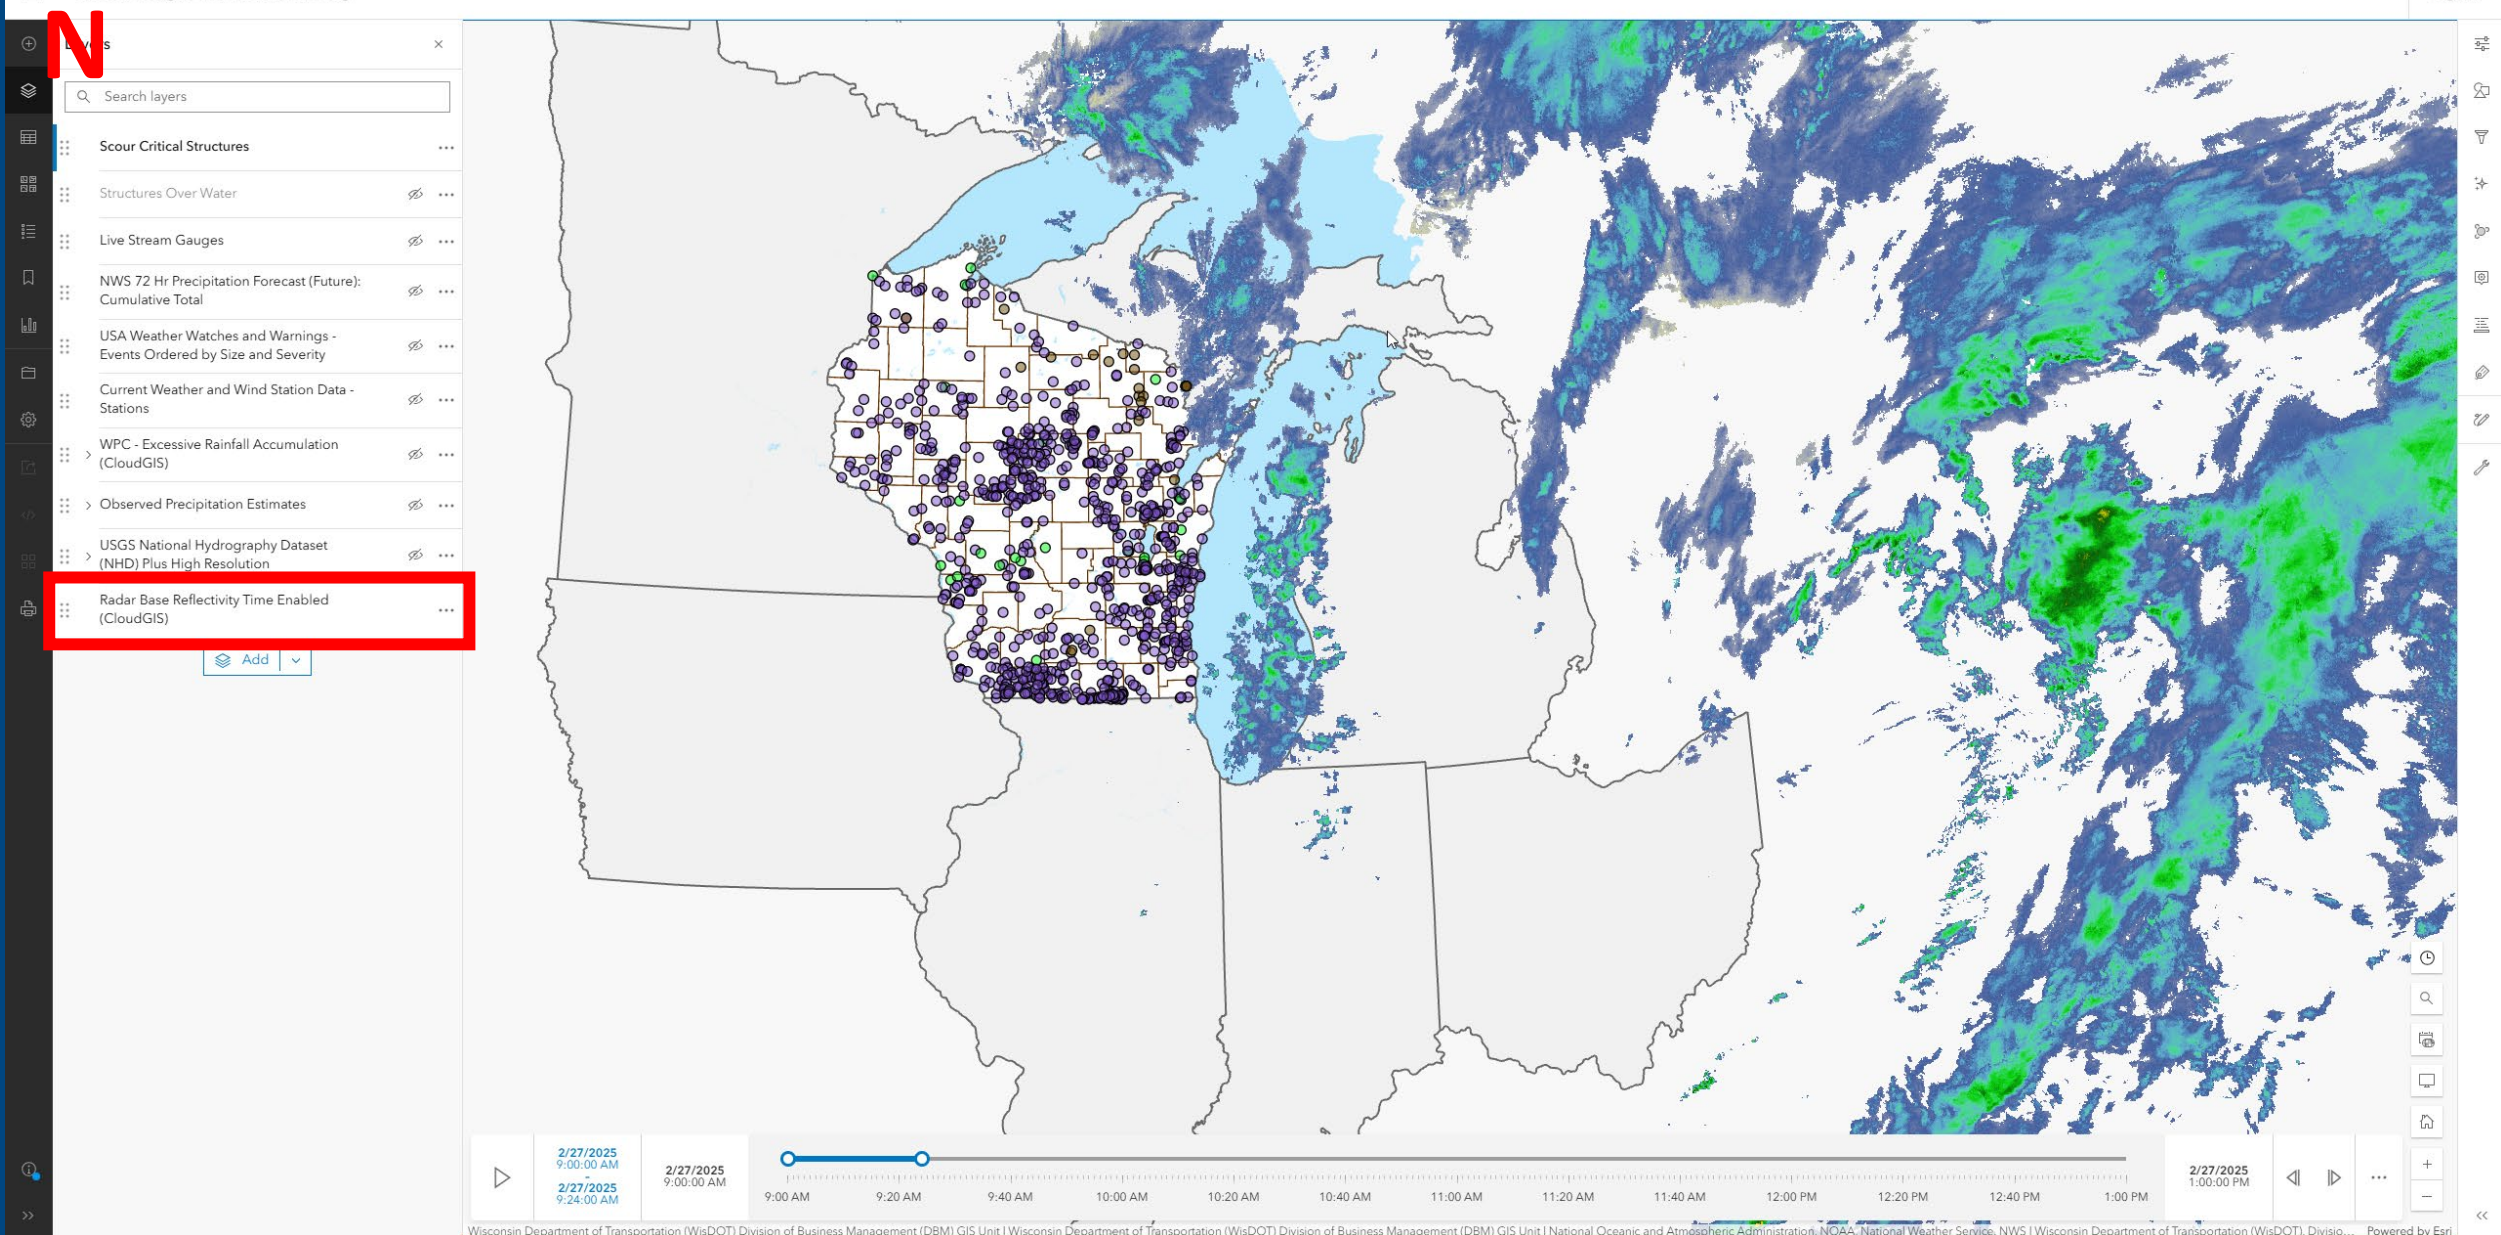 N
Layers
Search layers
Scour Critical Structures
Structures Over Water
Live Stream Gauges
NWS 72 Hr Precipitation Forecast (Future):
Cumulative Total
USA Weather Watches and Warnings -
Events Ordered by Size and Severity
Current Weather and Wind Station Data -
Stations
WPC - Excessive Rainfall Accumulation
(CloudGIS)
Observed Precipitation Estimates
USGS National Hydrography Dataset
(NHD) Plus High Resolution
Radar Base Reflectivity Time Enabled
(CloudGIS)
Add
2/27/2025
9:00:00 AM
-
2/27/2025
9:24:00 AM
2/27/2025
9:00:00 AM
9:00 AM 9:20 AM 9:40 AM 10:00 AM 10:20 AM 10:40 AM 11:00 AM 11:20 AM 11:40 AM 12:00 PM 12:20 PM 12:40 PM 1:00 PM
2/27/2025
1:00:00 PM
Wisconsin Department of Transportation (WisDOT) Division of Business Management (DBM) GIS Unit | Wisconsin Department of Transportation (WisDOT) Division of Business Management (DBM) GIS Unit | National Oceanic and Atmospheric Administration, NOAA, National Weather Service, NWS | Wisconsin Department of Transportation (WisDOT), Divisio... Powered by Esri